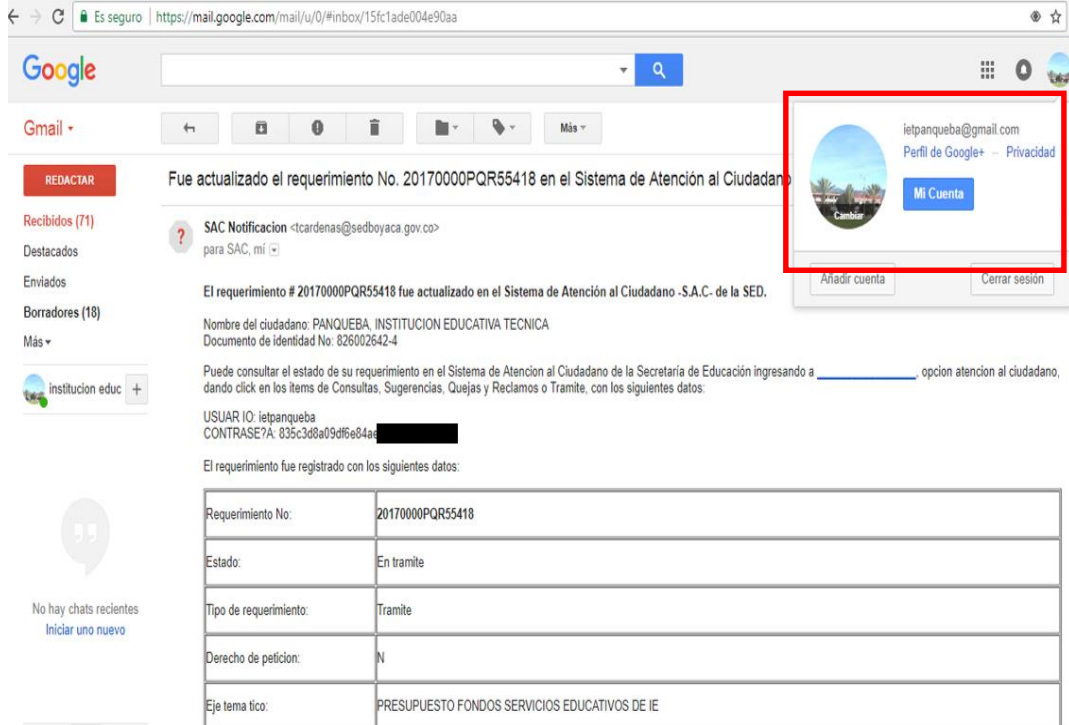 Es seguro | https://mail.google.com/mail/u/0/#inbox/15fc1ade004e90aa
Google
Gmail
Más
ietpanqueba@gmail.com
Perfil de Google+ – Privacidad
Mi Cuenta
Cambiar
Añadir cuenta
Cerrar sesión
REDACTAR
Recibidos (71)
Destacados
Enviados
Borradores (18)
Más
institucion educ
No hay chats recientes
Iniciar uno nuevo
Fue actualizado el requerimiento No. 20170000PQR55418 en el Sistema de Atención al Ciudadano
SAC Notificacion <tcardenas@sedboyaca.gov.co>
para SAC, mí
El requerimiento # 20170000PQR55418 fue actualizado en el Sistema de Atención al Ciudadano -S.A.C- de la SED.
Nombre del ciudadano: PANQUEBA, INSTITUCION EDUCATIVA TECNICA
Documento de identidad No: 826002642-4
Puede consultar el estado de su requerimiento en el Sistema de Atencion al Ciudadano de la Secretaría de Educación ingresando a ____________________, opcion atencion al ciudadano,
dando click en los items de Consultas, Sugerencias, Quejas y Reclamos o Tramite, con los siguientes datos:
USUAR IO: ietpanqueba
CONTRASE?A: 835c3d8a09df6e84ae
El requerimiento fue registrado con los siguientes datos:
Requerimiento No: 20170000PQR55418
Estado: En tramite
Tipo de requerimiento: Tramite
Derecho de peticion: N
Eje tema tico: PRESUPUESTO FONDOS SERVICIOS EDUCATIVOS DE IE